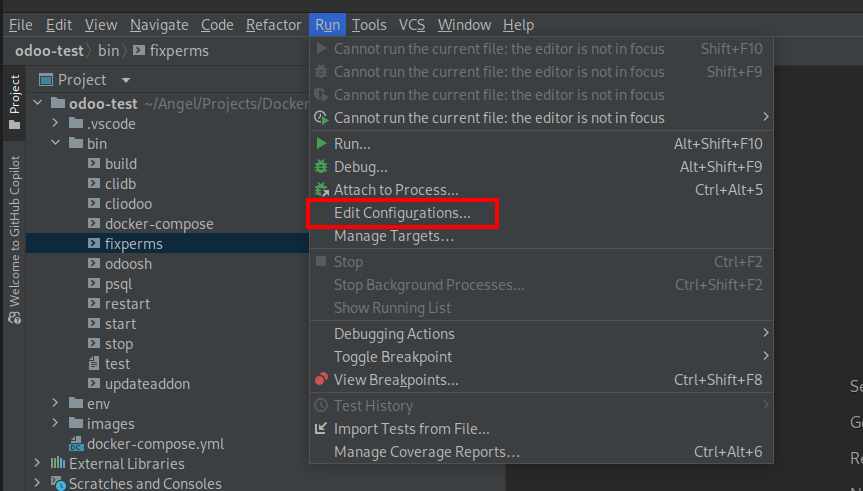 File Edit View Navigate Code Refactor Run Tools VCS Window Help
odoo-test bin fixperms
Project
odoo-test ~/Angel/Projects/Docker
.vscode
bin
build
clidb
cliodoo
docker-compose
fixperms
odoosh
psql
restart
start
stop
test
updateaddon
env
images
docker-compose.yml
External Libraries
Scratches and Consoles
Project
Welcome to GitHub Copilot
Cannot run the current file: the editor is not in focus Shift+F10
Cannot run the current file: the editor is not in focus Shift+F9
Cannot run the current file: the editor is not in focus
Cannot run the current file: the editor is not in focus
Run... Alt+Shift+F10
Debug... Alt+Shift+F9
Attach to Process... Ctrl+Alt+5
Edit Configurations...
Manage Targets...
Stop Ctrl+F2
Stop Background Processes... Ctrl+Shift+F2
Show Running List
Debugging Actions
Toggle Breakpoint
View Breakpoints... Ctrl+Shift+F8
Test History
Import Tests from File...
Manage Coverage Reports... Ctrl+Alt+6
Se
Re